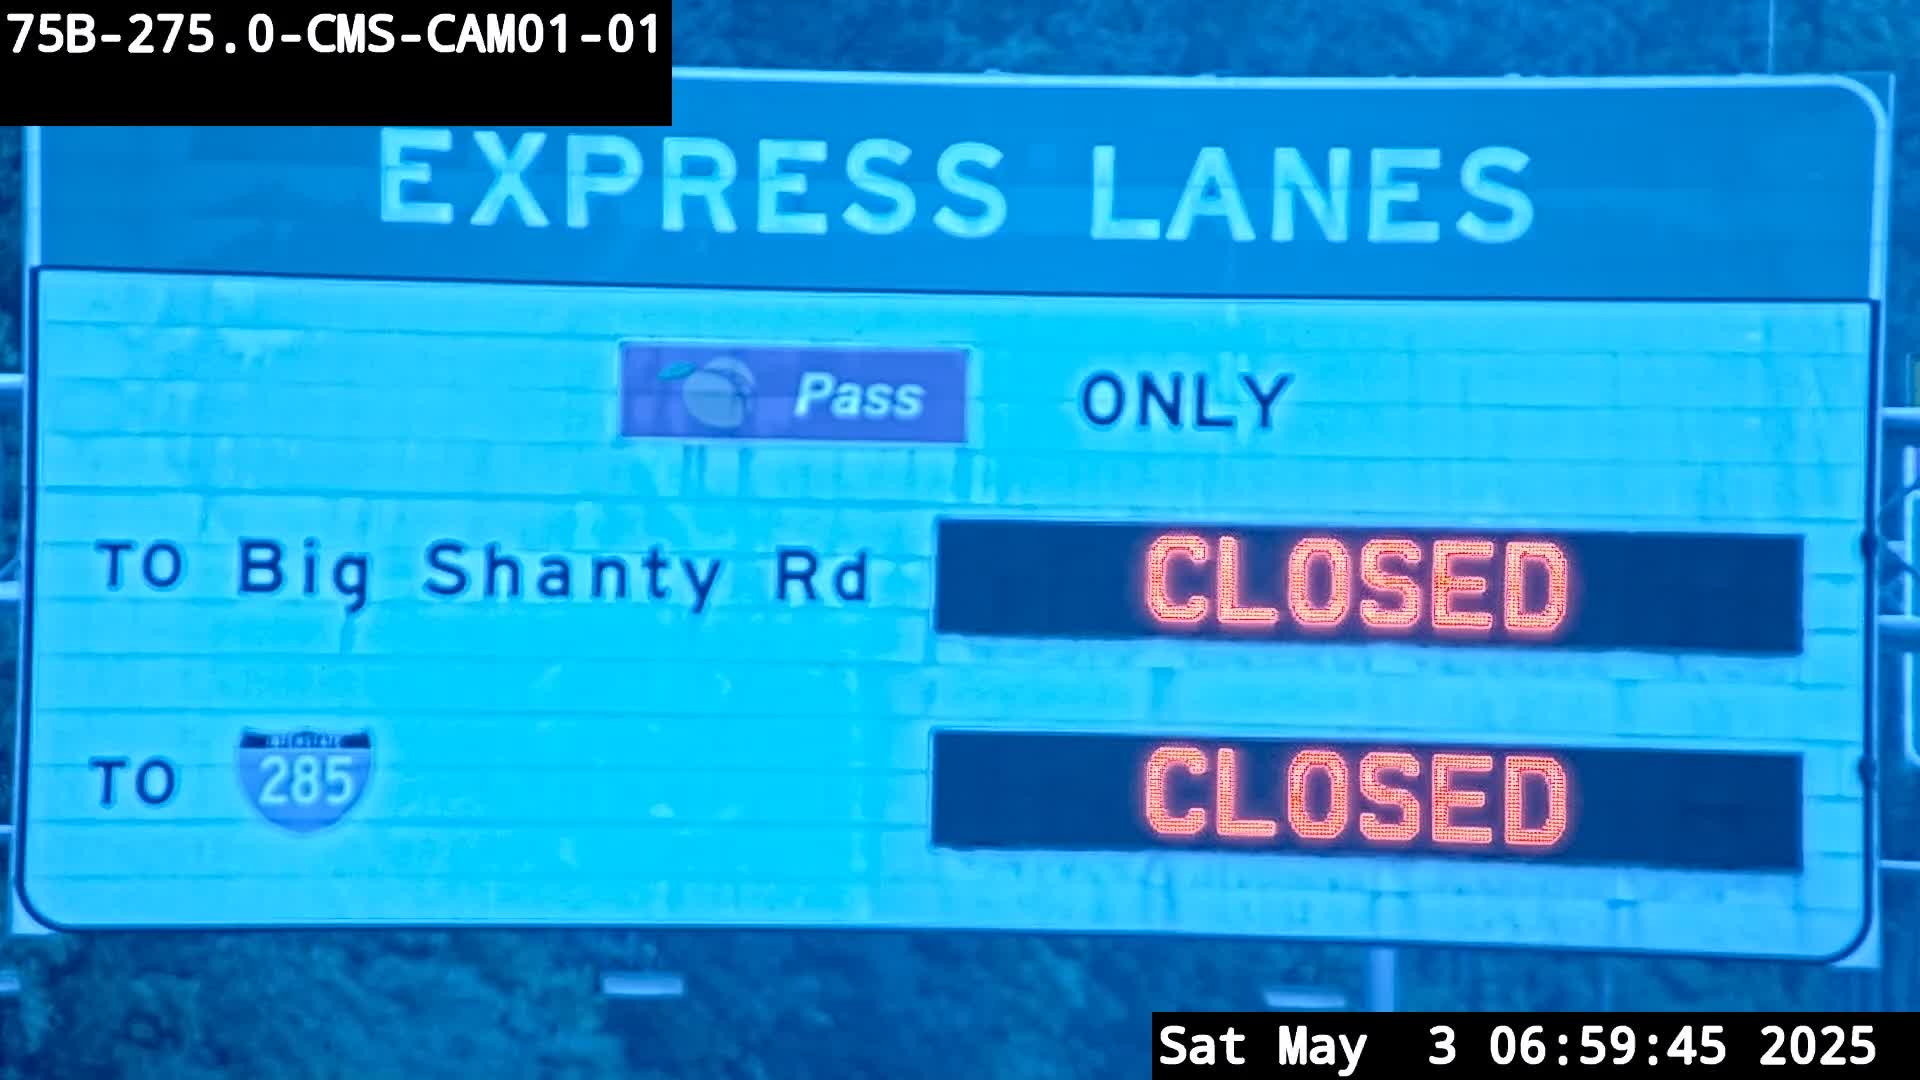 75B-275.0-CMS-CAM01-01
EXPRESS LANES
Pass ONLY
TO Big Shanty Rd CLOSED
TO INTERSTATE 285 CLOSED
Sat May 3 06:59:45 2025